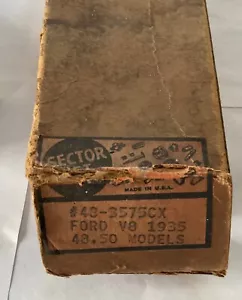 SECTOR
MADE IN U.S.A.
#48-3575CX
FORD V8 1935
48.50 MODELS